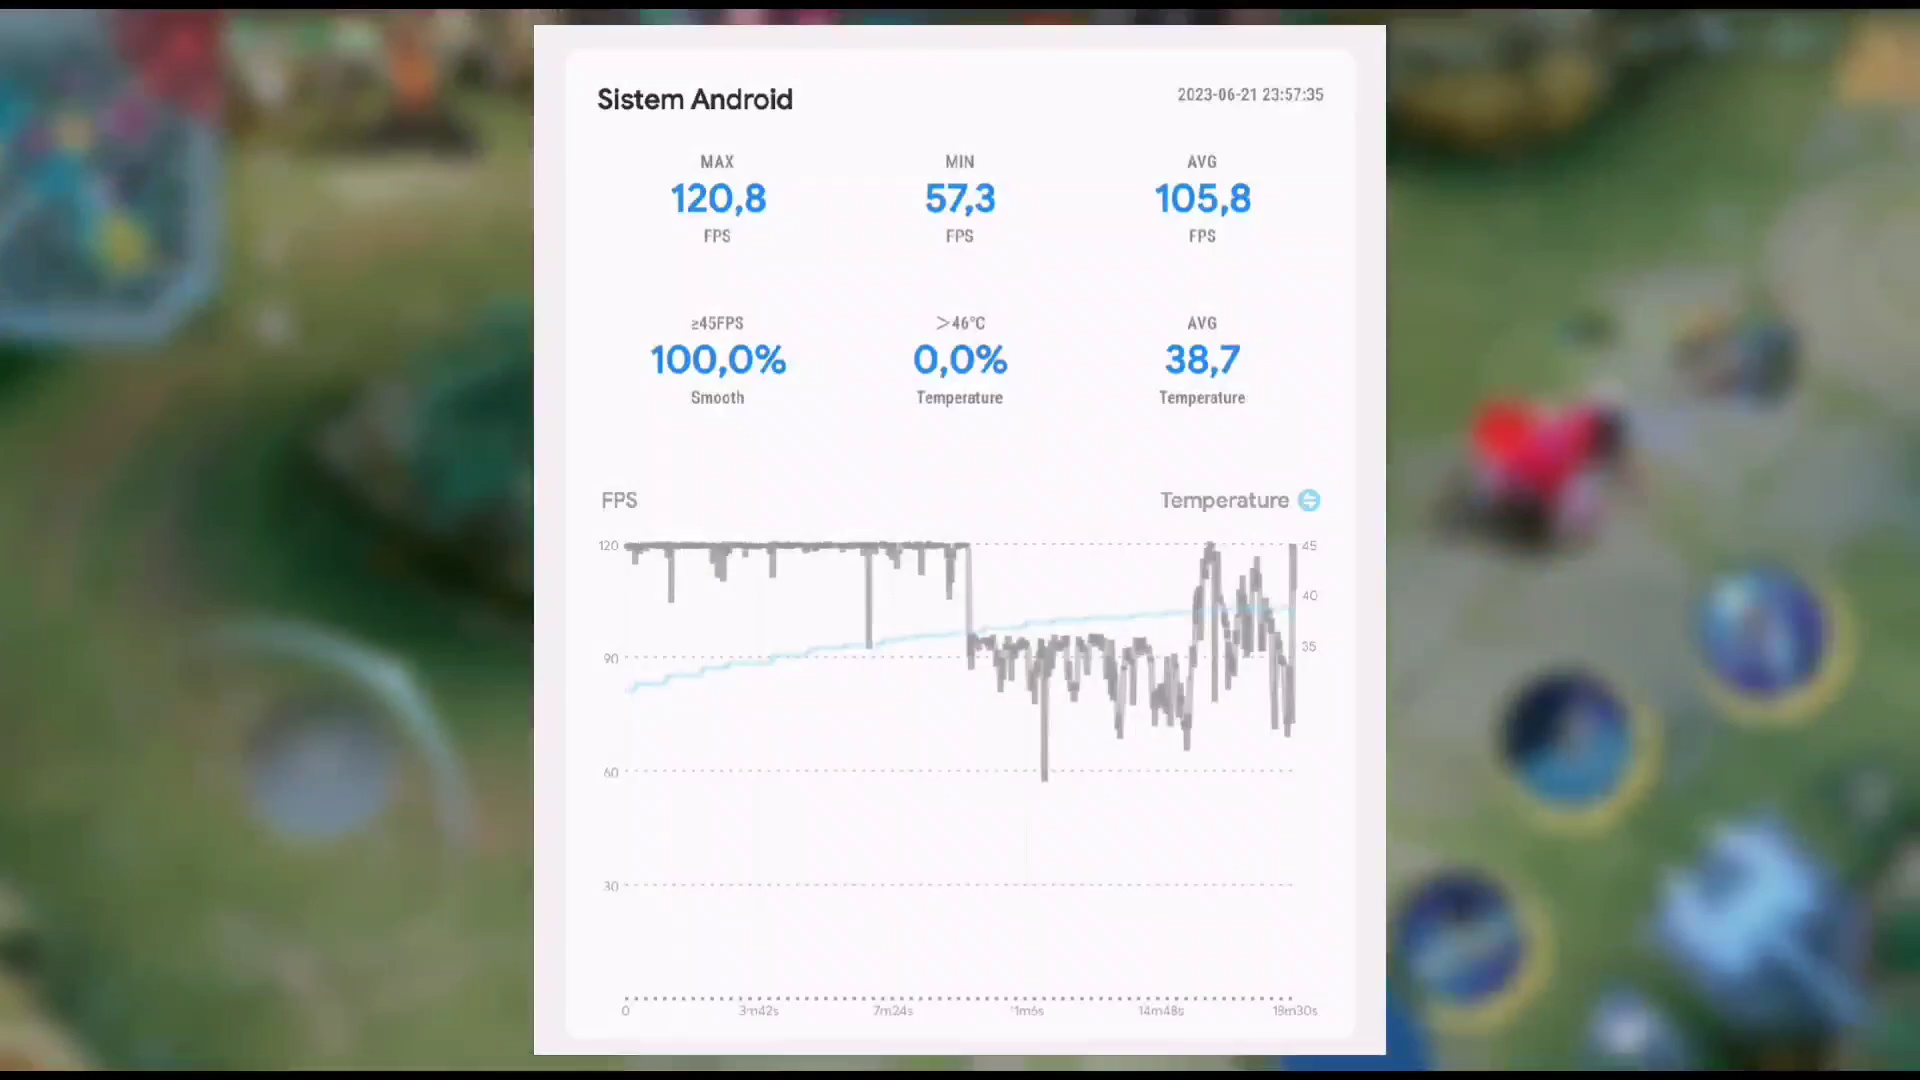 Sistem Android
2023-06-21 23:57:35
MAX
MIN
AVG
120,8
57,3
105,8
FPS
FPS
FPS
≥45FPS
>46°C
AVG
100,0%
0,0%
38,7
Smooth
Temperature
Temperature
FPS
Temperature
120
45
40
90
35
60
30
0
3m42s
7m24s
11m6s
14m48s
18m30s